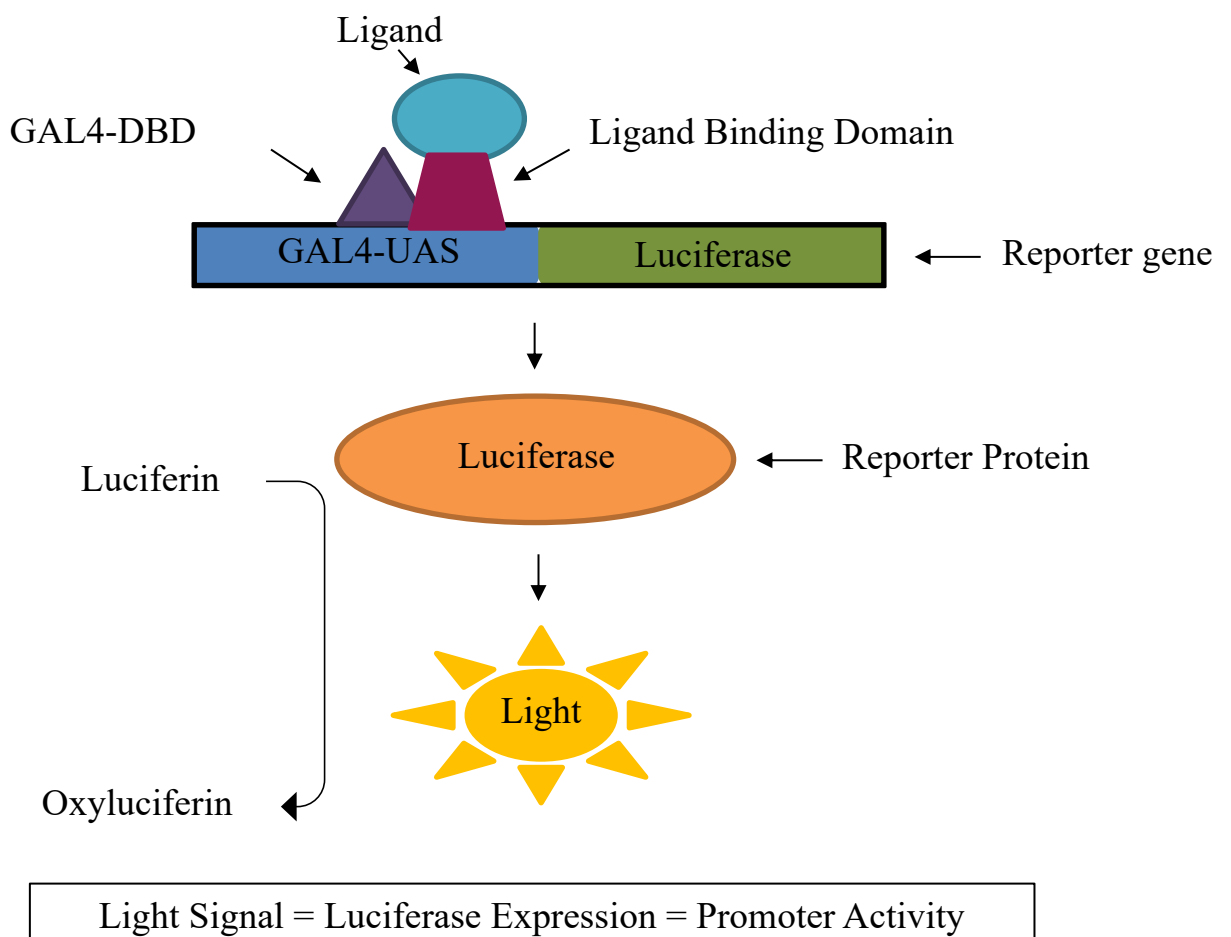 Ligand
GAL4-DBD
Ligand Binding Domain
GAL4-UAS
Luciferase
Reporter gene
Luciferase
Reporter Protein
Luciferin
Light
Oxyluciferin
Light Signal = Luciferase Expression = Promoter Activity